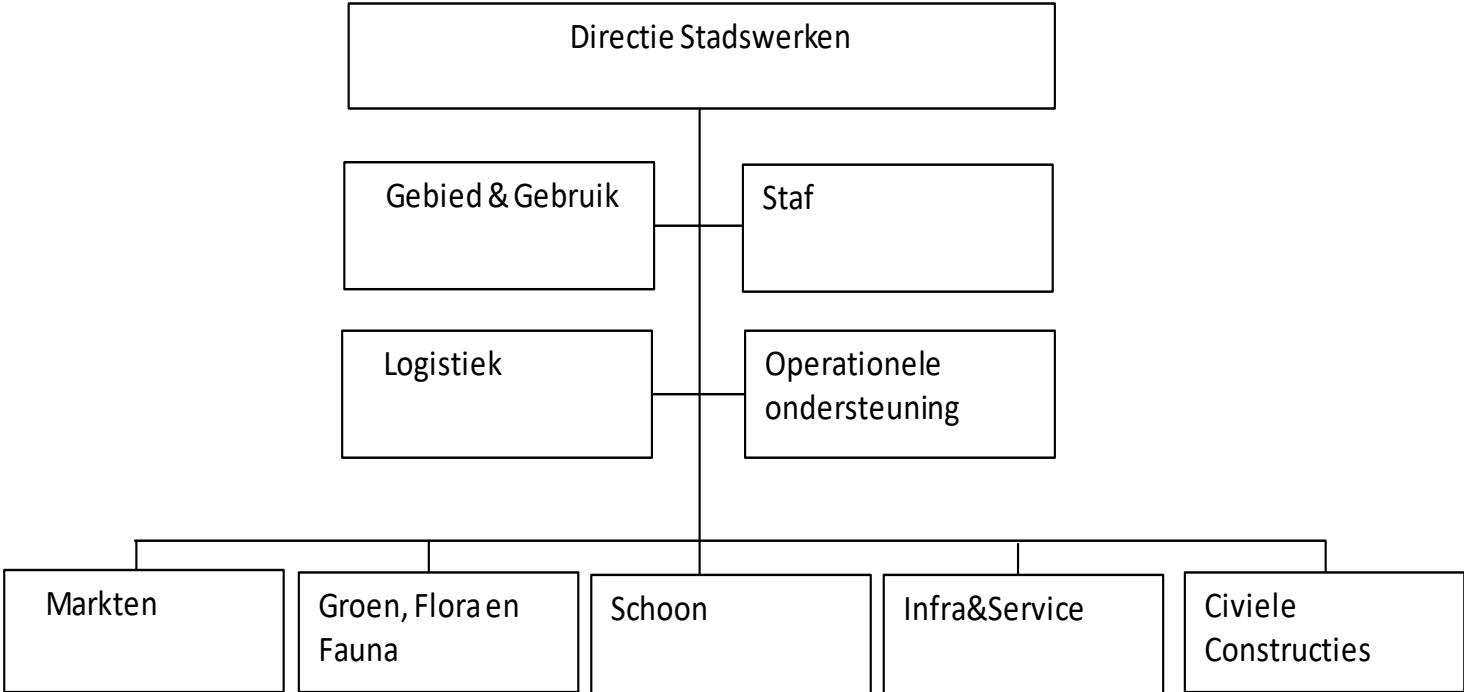 Directie Stadswerken
Gebied & Gebruik
Staf
Logistiek
Operationele
ondersteuning
Markten
Groen, Flora en
Fauna
Schoon
Infra&Service
Civiele
Constructies